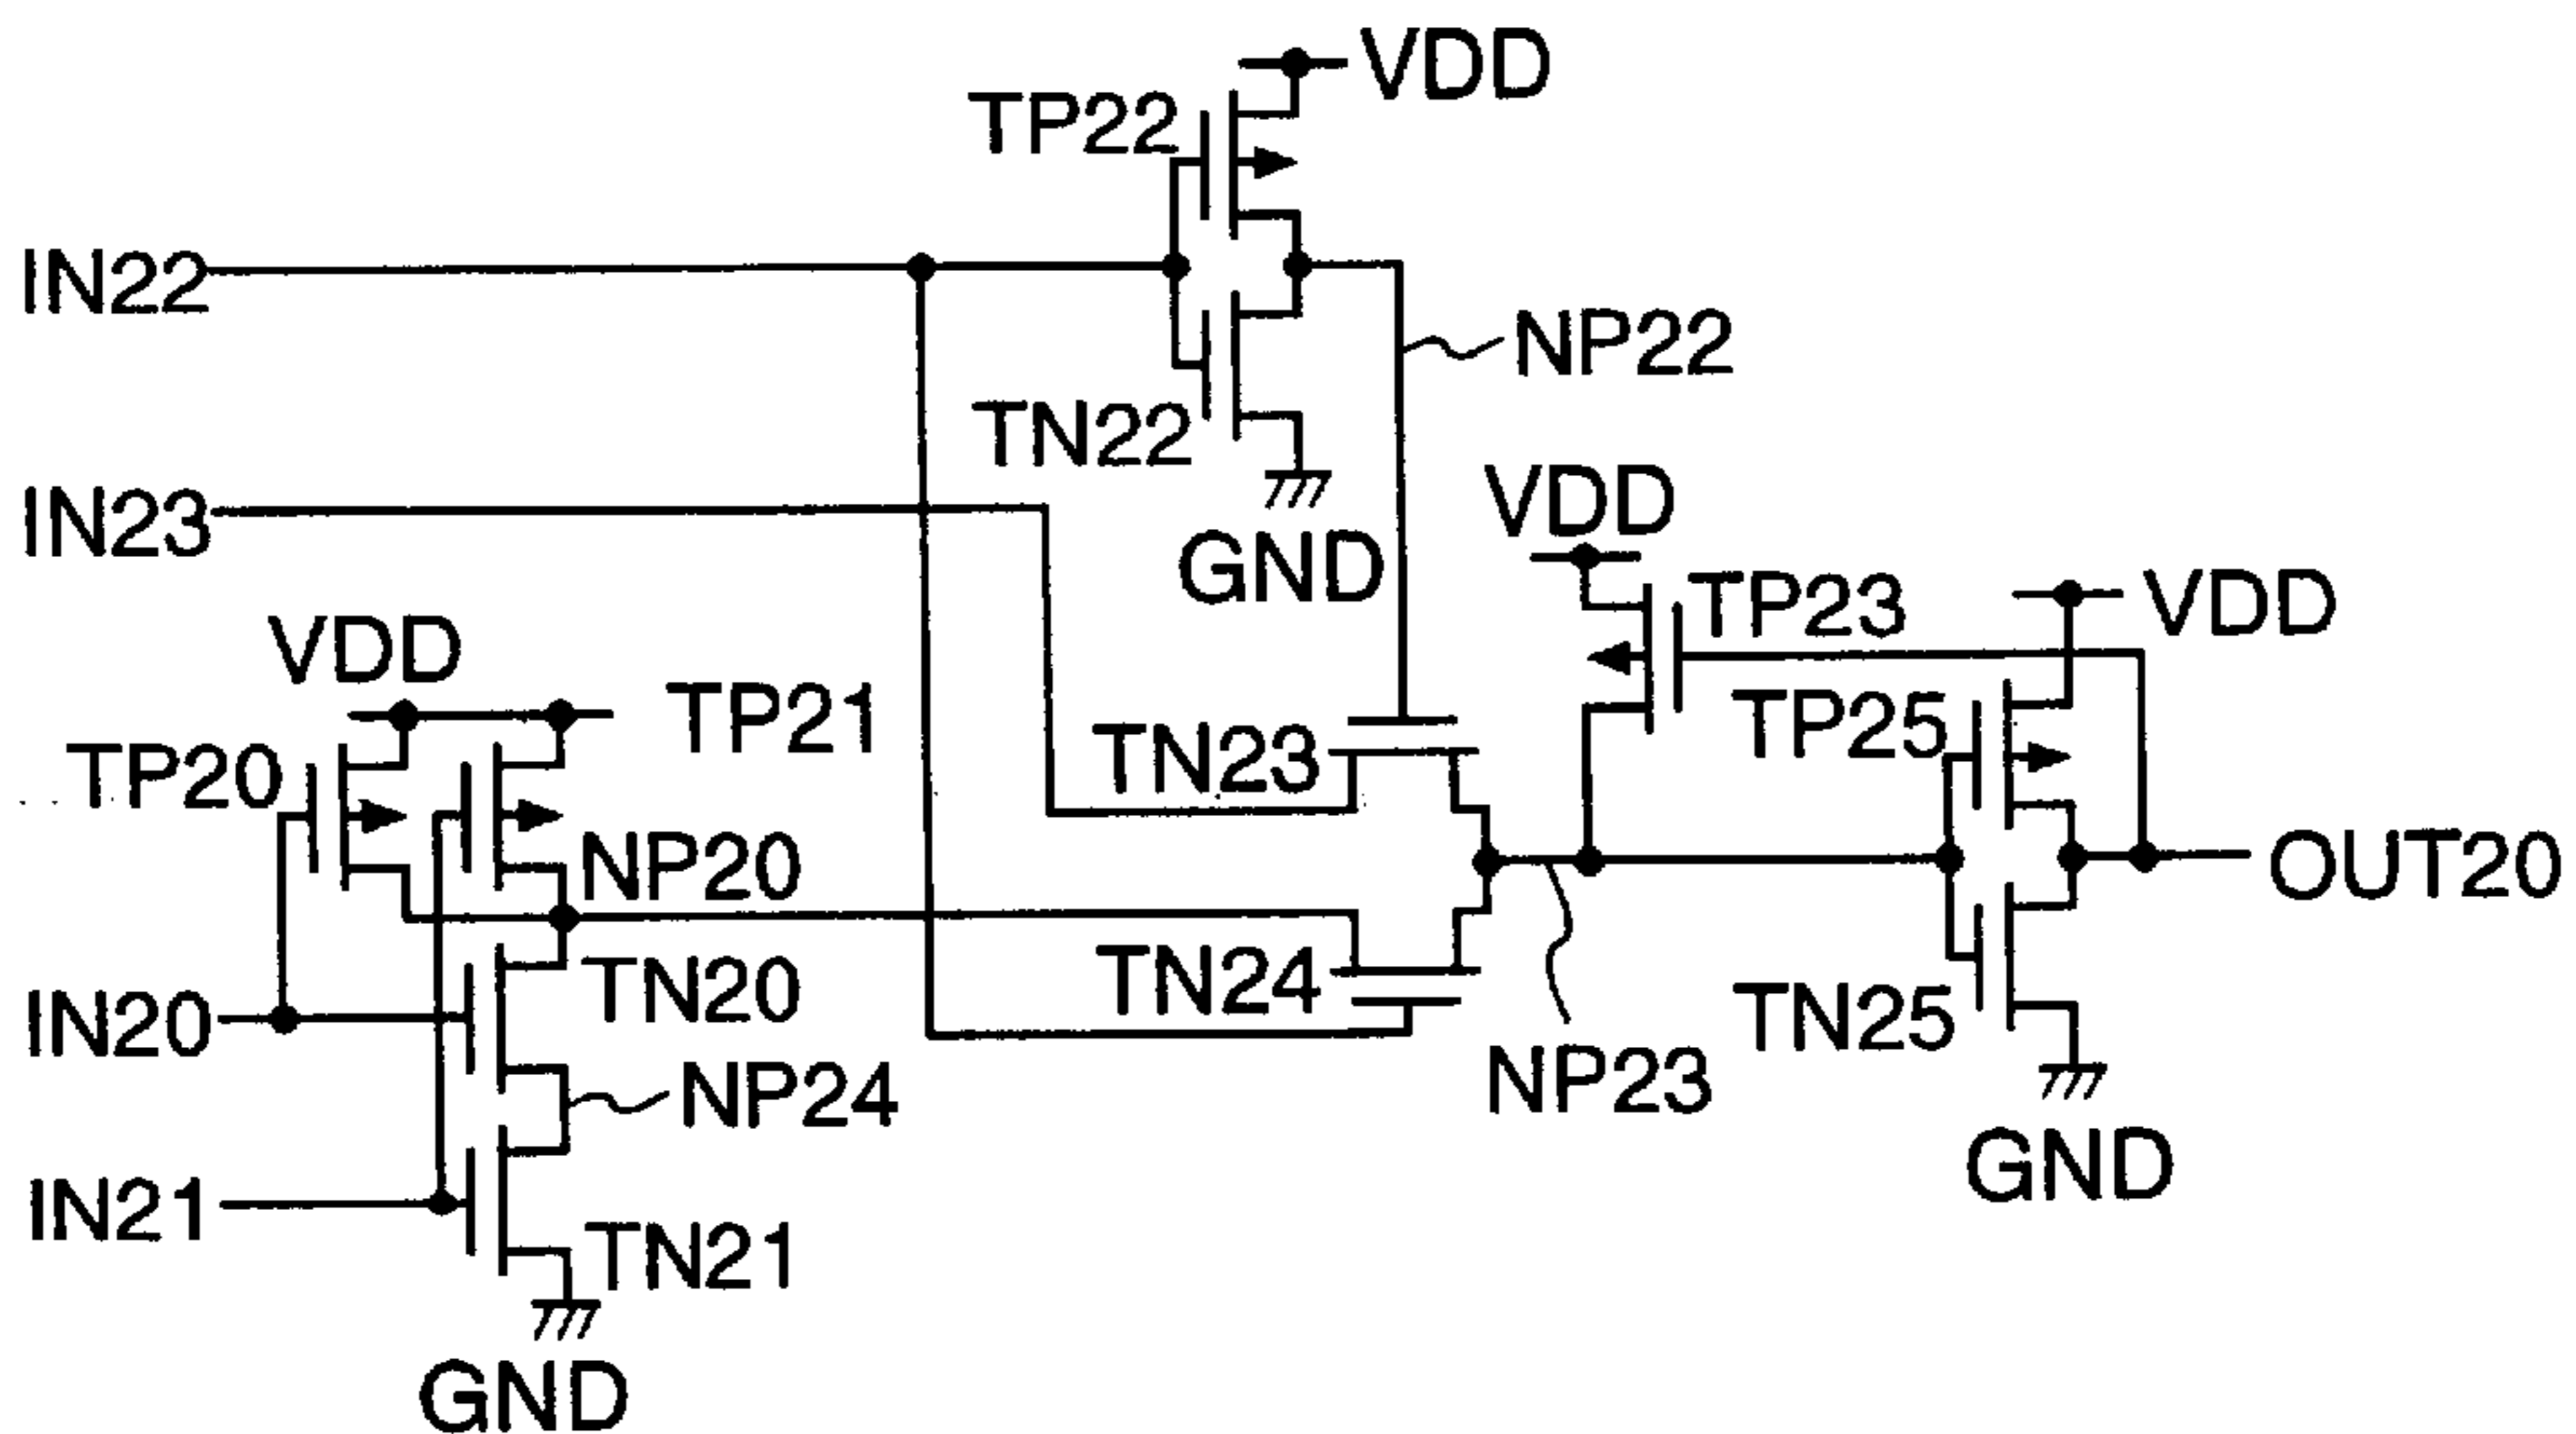 VDD
TP22
IN22
NP22
TN22
IN23
VDD
GND
TP23
VDD
VDD
TP21
TP25
TN23
TP20
NP20
OUT20
TN24
TN20
IN20
TN25
NP23
NP24
GND
IN21
TN21
GND